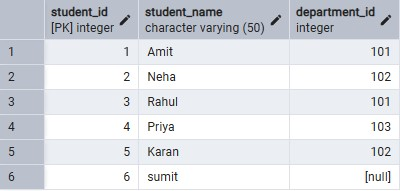 student_id student_name department_id
[PK] integer character varying (50) integer
1 1 Amit 101
2 2 Neha 102
3 3 Rahul 101
4 4 Priya 103
5 5 Karan 102
6 6 sumit [null]